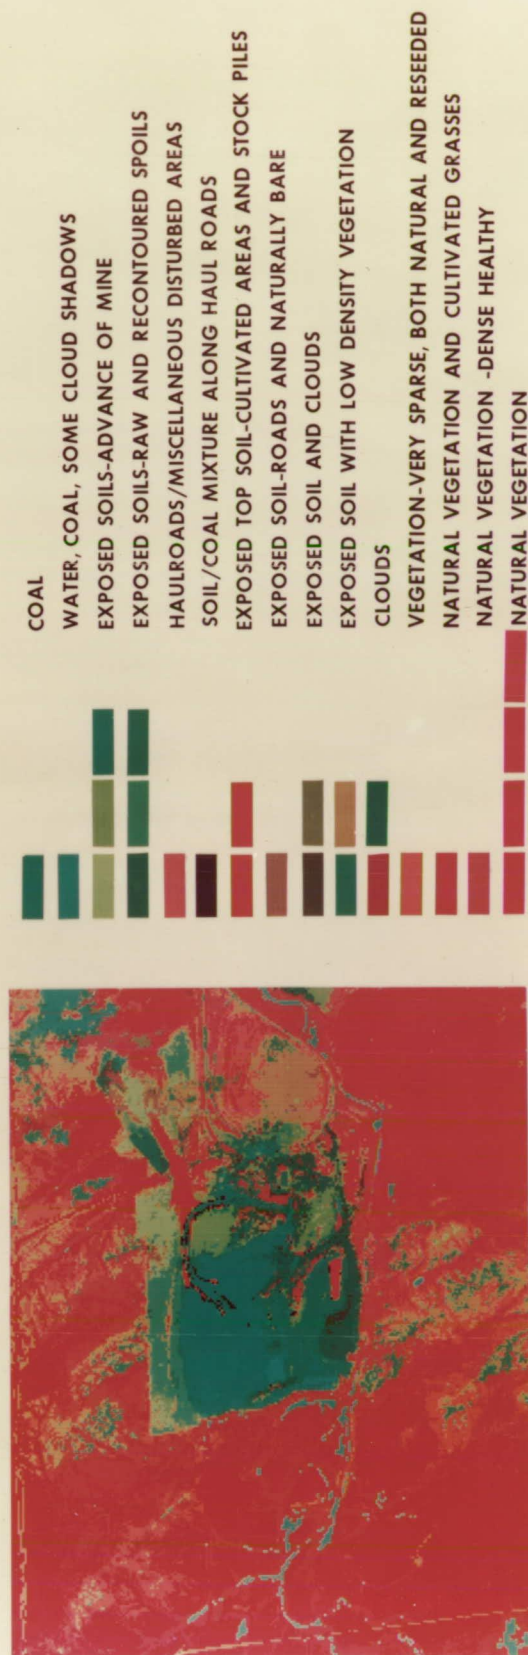 COAL
WATER, COAL, SOME CLOUD SHADOWS
EXPOSED SOILS-ADVANCE OF MINE
EXPOSED SOILS-RAW AND RECONTOURED SPOILS
HAULROADS/MISCELLANEOUS DISTURBED AREAS
SOIL/COAL MIXTURE ALONG HAUL ROADS
EXPOSED TOP SOIL-CULTIVATED AREAS AND STOCK PILES
EXPOSED SOIL-ROADS AND NATURALLY BARE
EXPOSED SOIL AND CLOUDS
EXPOSED SOIL WITH LOW DENSITY VEGETATION
CLOUDS
VEGETATION-VERY SPARSE, BOTH NATURAL AND RESEEDED
NATURAL VEGETATION AND CULTIVATED GRASSES
NATURAL VEGETATION -DENSE HEALTHY
NATURAL VEGETATION